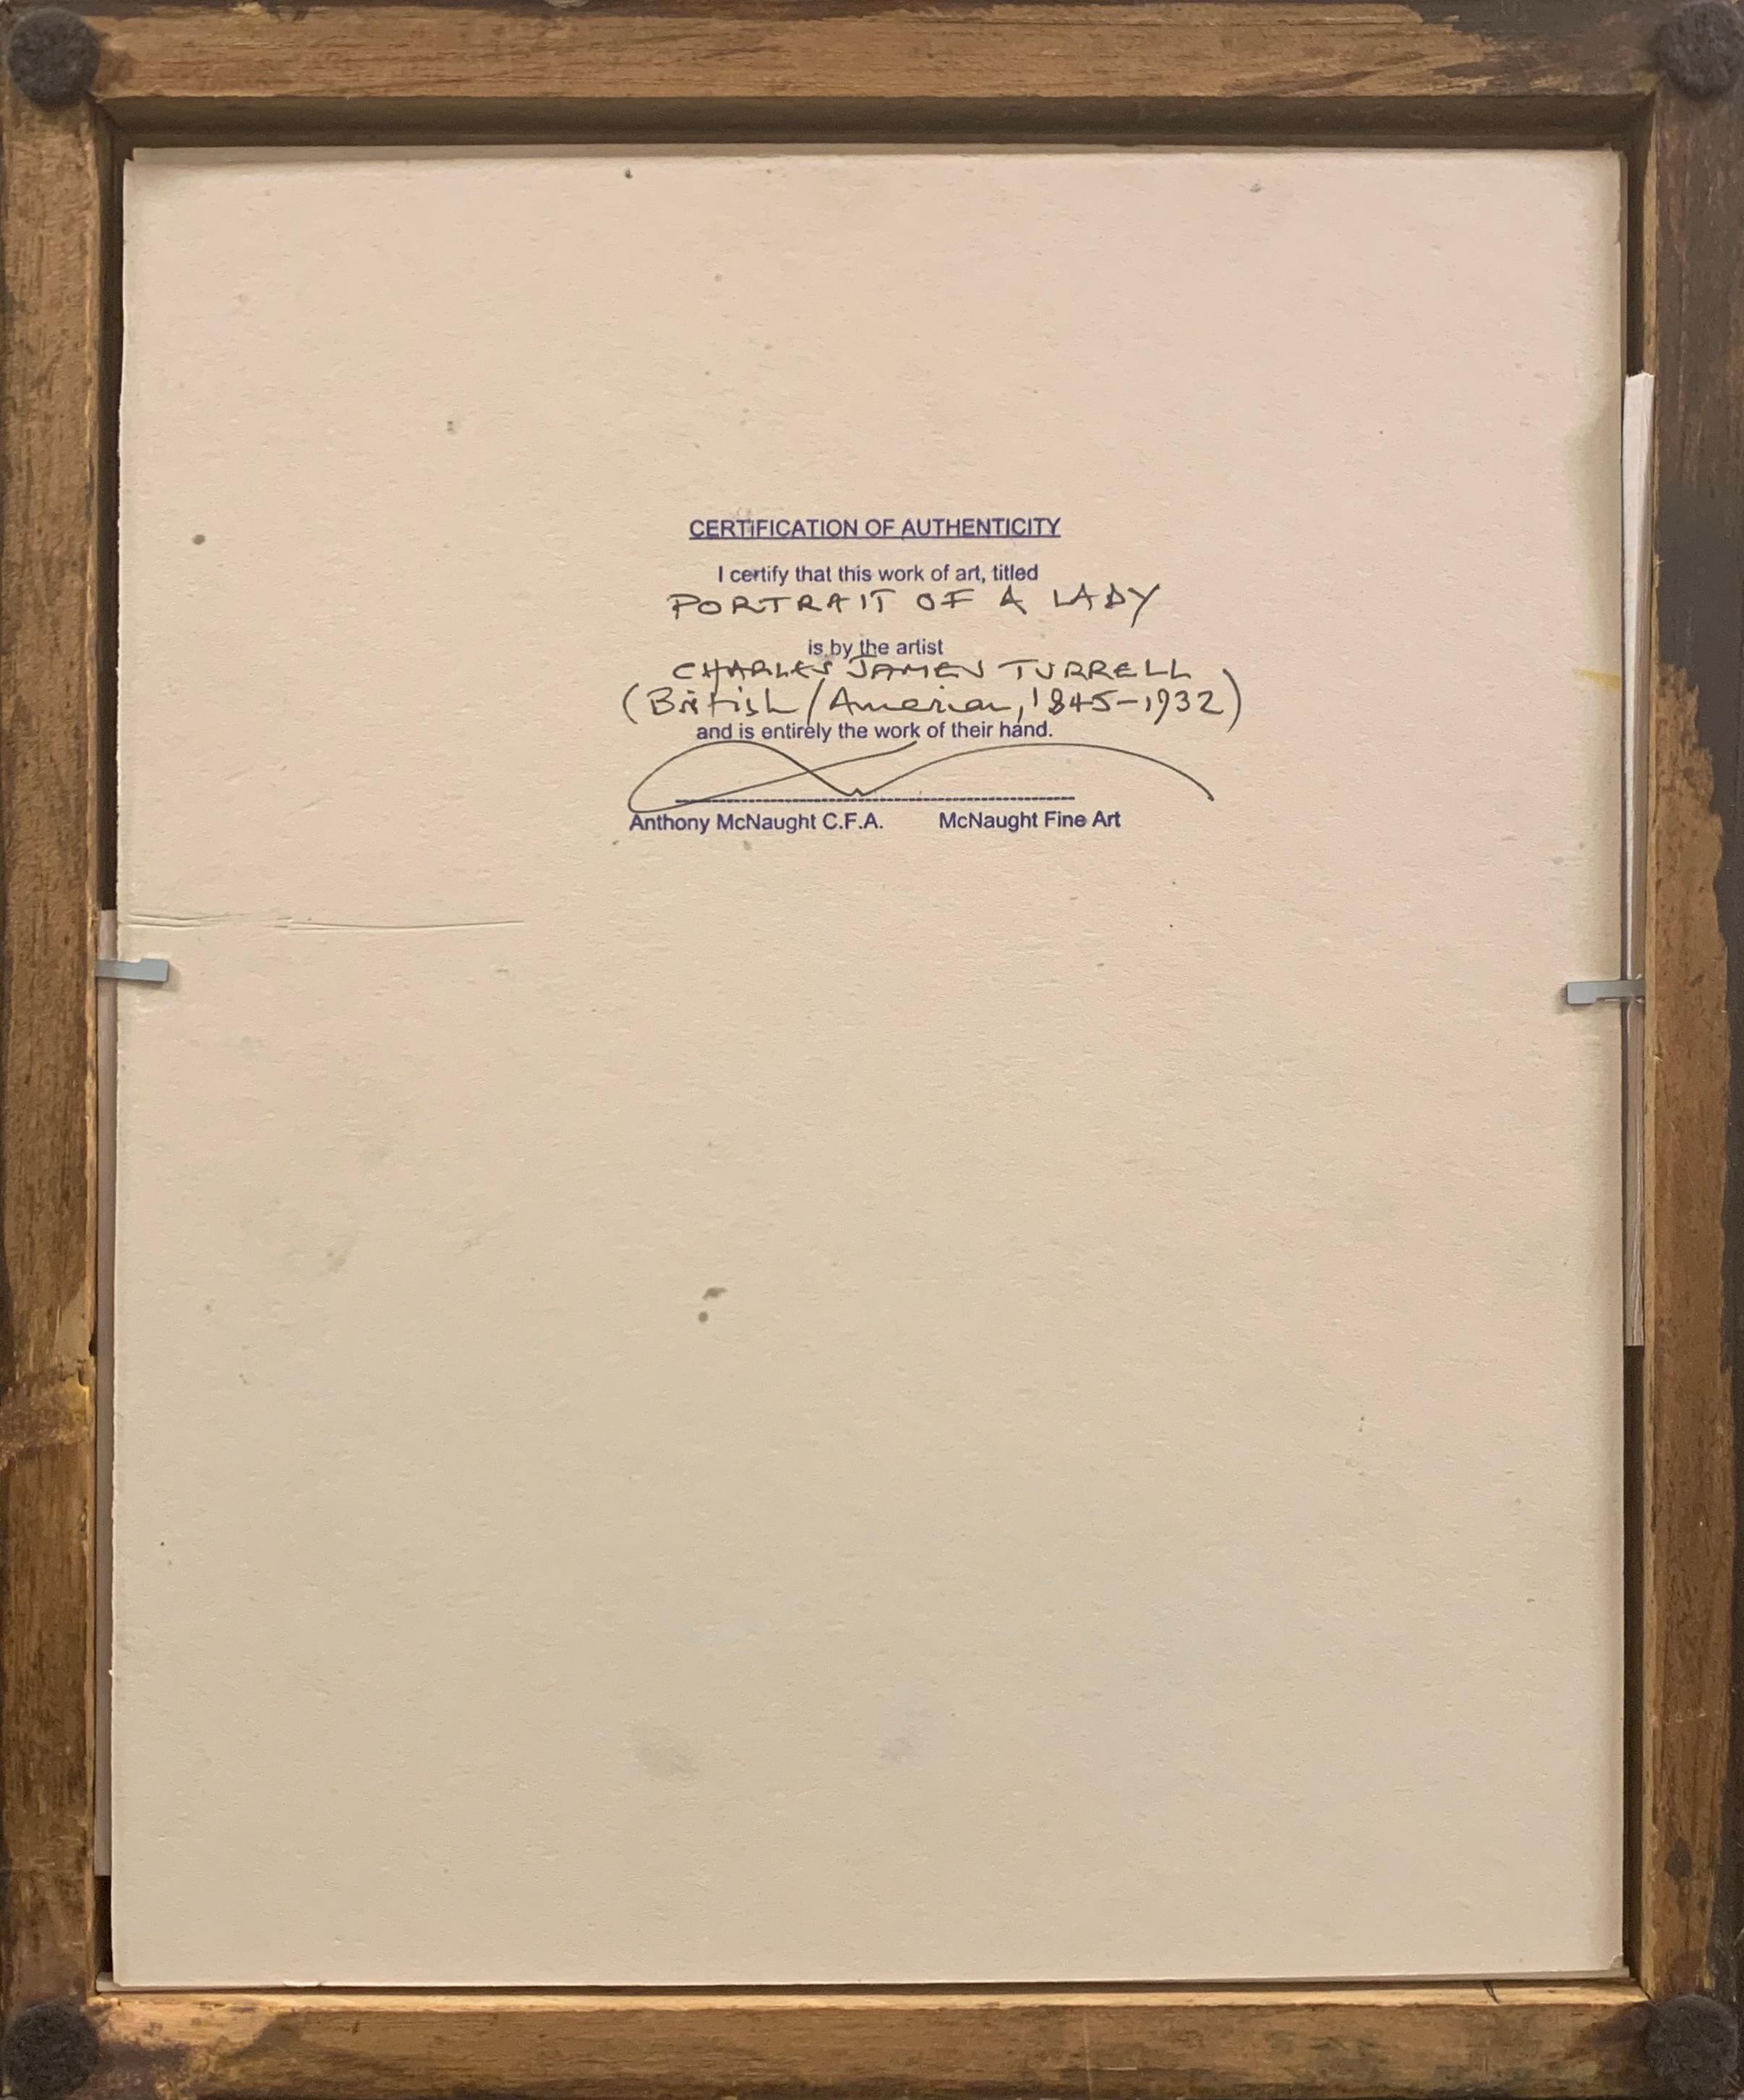 CERTIFICATION OF AUTHENTICITY
I certify that this work of art, titled
PORTRAIT OF A LADY
is by the artist
CHARLES JAMES TURRELL
(British/American, 1845-1932)
and is entirely the work of their hand.
Anthony McNaught C.F.A. McNaught Fine Art